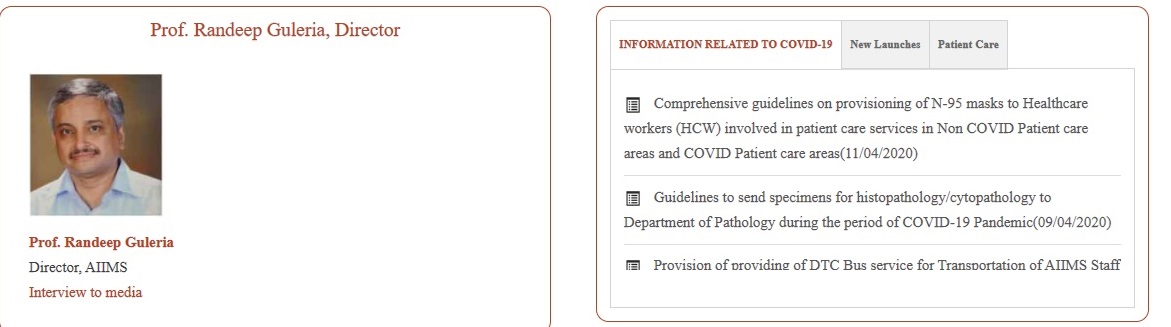 Prof. Randeep Guleria, Director
Prof. Randeep Guleria
Director, AIIMS
Interview to media
INFORMATION RELATED TO COVID-19
New Launches
Patient Care
Comprehensive guidelines on provisioning of N-95 masks to Healthcare
workers (HCW) involved in patient care services in Non COVID Patient care
areas and COVID Patient care areas(11/04/2020)
Guidelines to send specimens for histopathology/cytopathology to
Department of Pathology during the period of COVID-19 Pandemic(09/04/2020)
Provision of providing of DTC Bus service for Transportation of AIIMS Staff